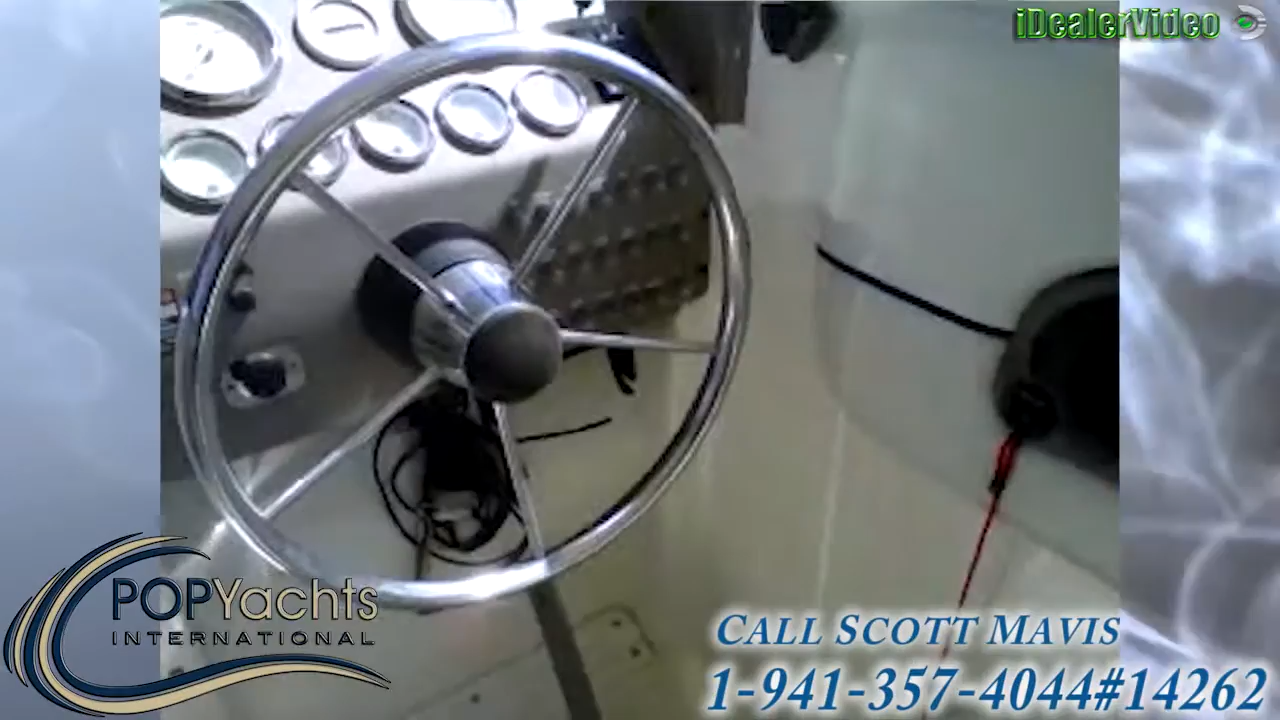 iDealerVideo
POPYachts
INTERNATIONAL
CALL SCOTT MAVIS
1-941-357-4044#14262